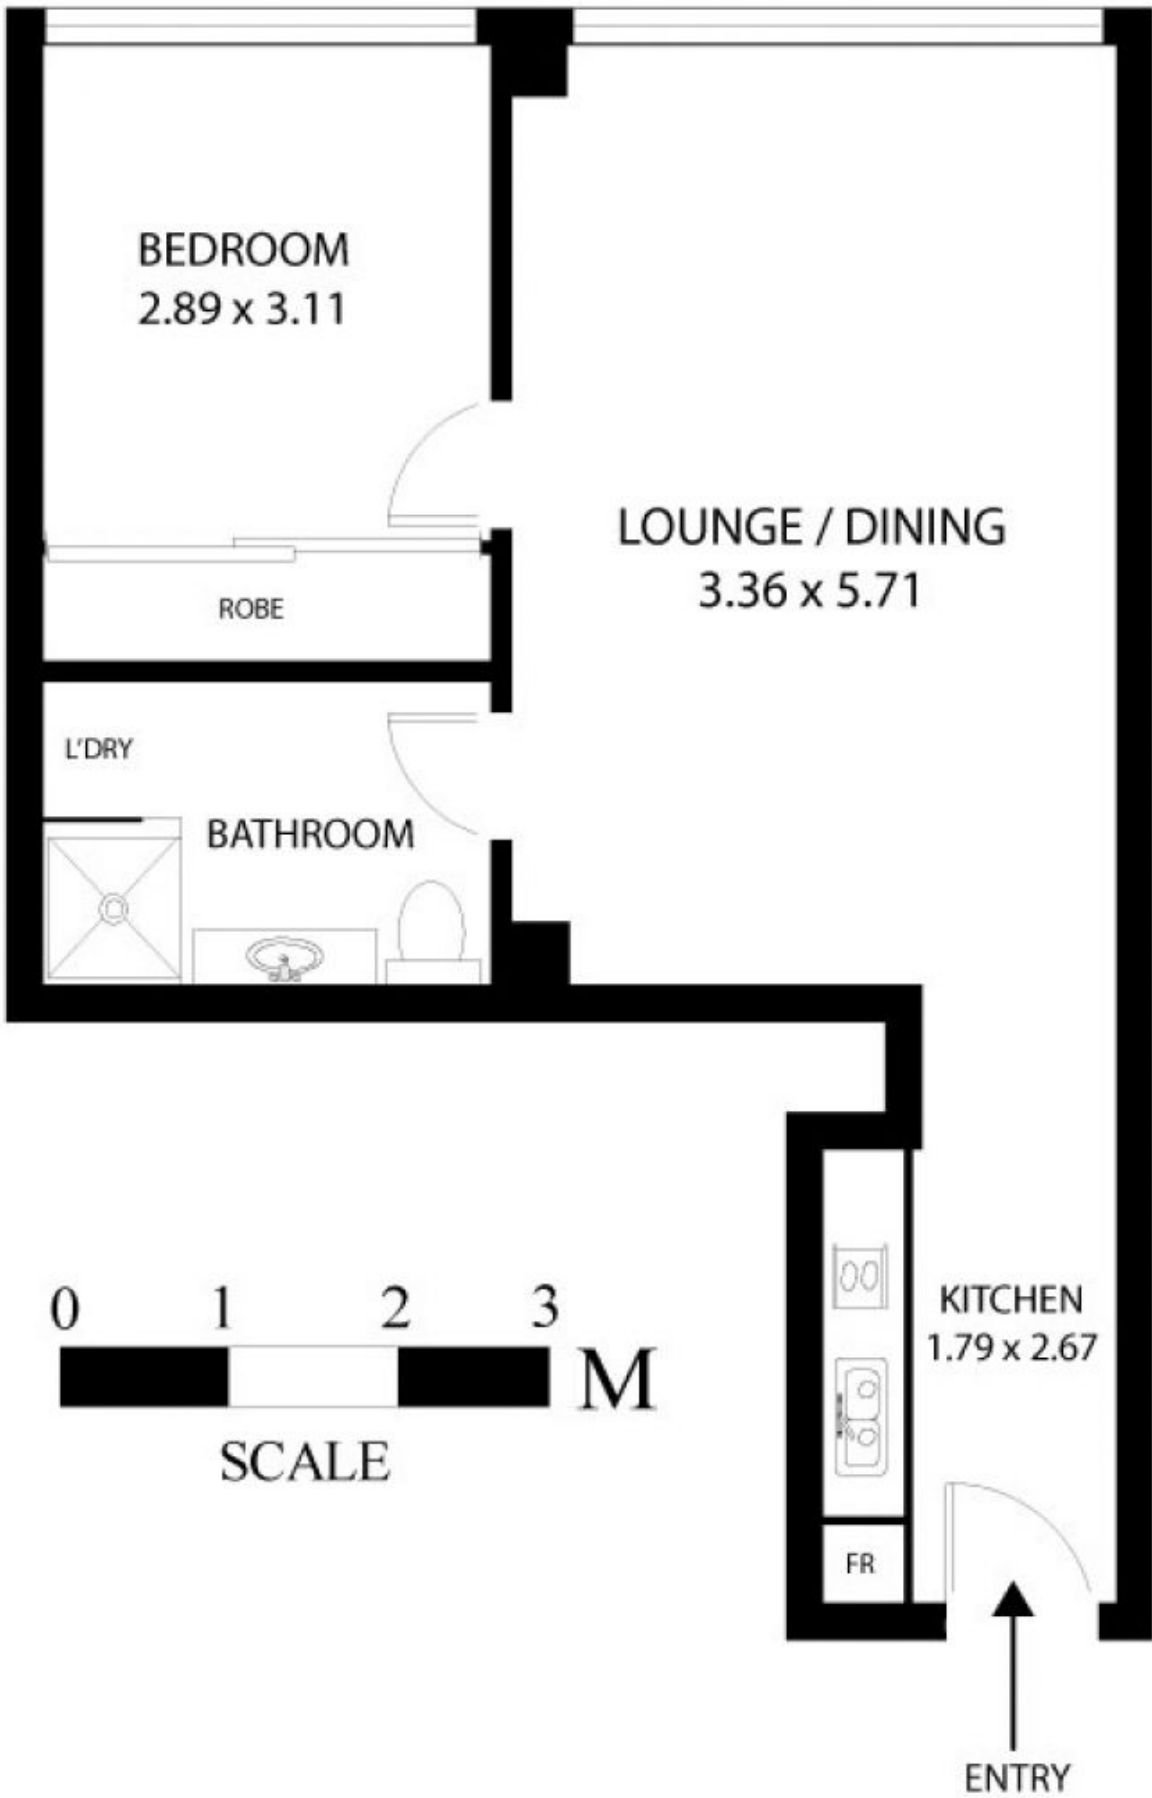 BEDROOM
2.89 x 3.11
LOUNGE / DINING
3.36 x 5.71
ROBE
L'DRY
BATHROOM
0 1 2 3
M
SCALE
KITCHEN
1.79 x 2.67
FR
ENTRY